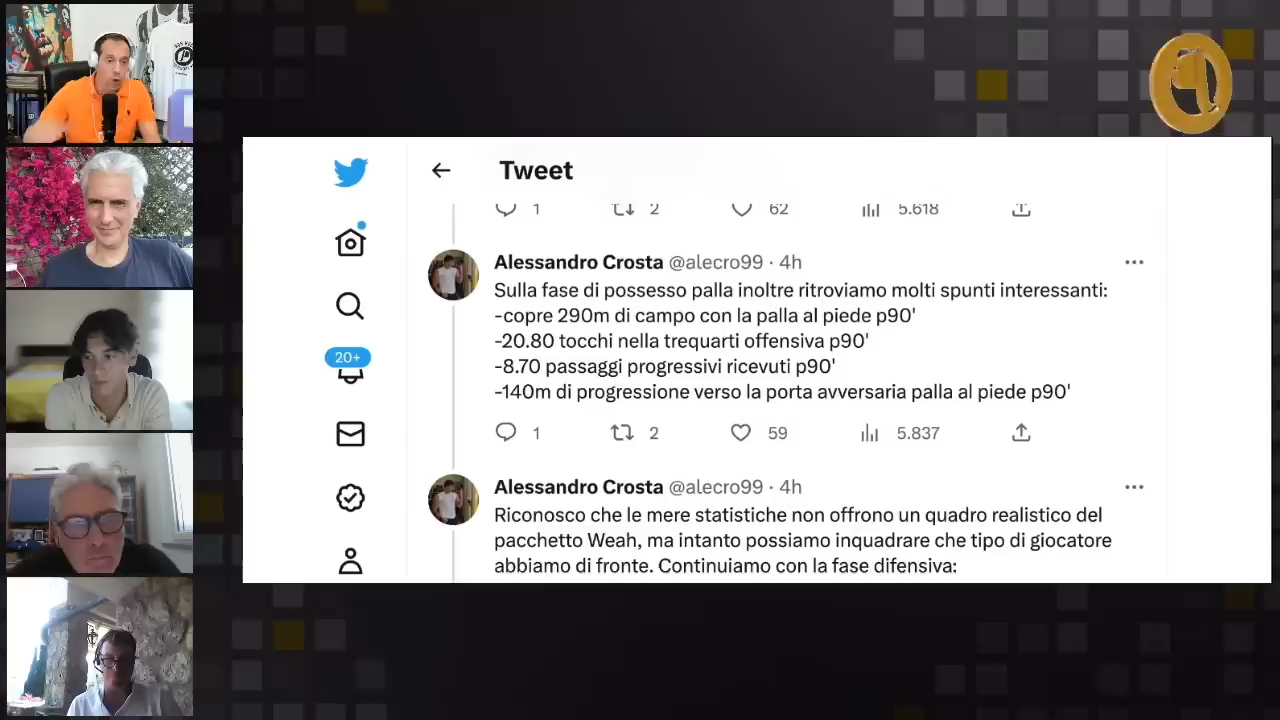 Tweet
1 2 62 5.618
Alessandro Crosta @alecro99 · 4h
Sulla fase di possesso palla inoltre ritroviamo molti spunti interessanti:
-copre 290m di campo con la palla al piede p90'
-20.80 tocchi nella trequarti offensiva p90'
-8.70 passaggi progressivi ricevuti p90'
-140m di progressione verso la porta avversaria palla al piede p90'
20+
1 2 59 5.837
Alessandro Crosta @alecro99 · 4h
Riconosco che le mere statistiche non offrono un quadro realistico del
pacchetto Weah, ma intanto possiamo inquadrare che tipo di giocatore
abbiamo di fronte. Continuiamo con la fase difensiva: